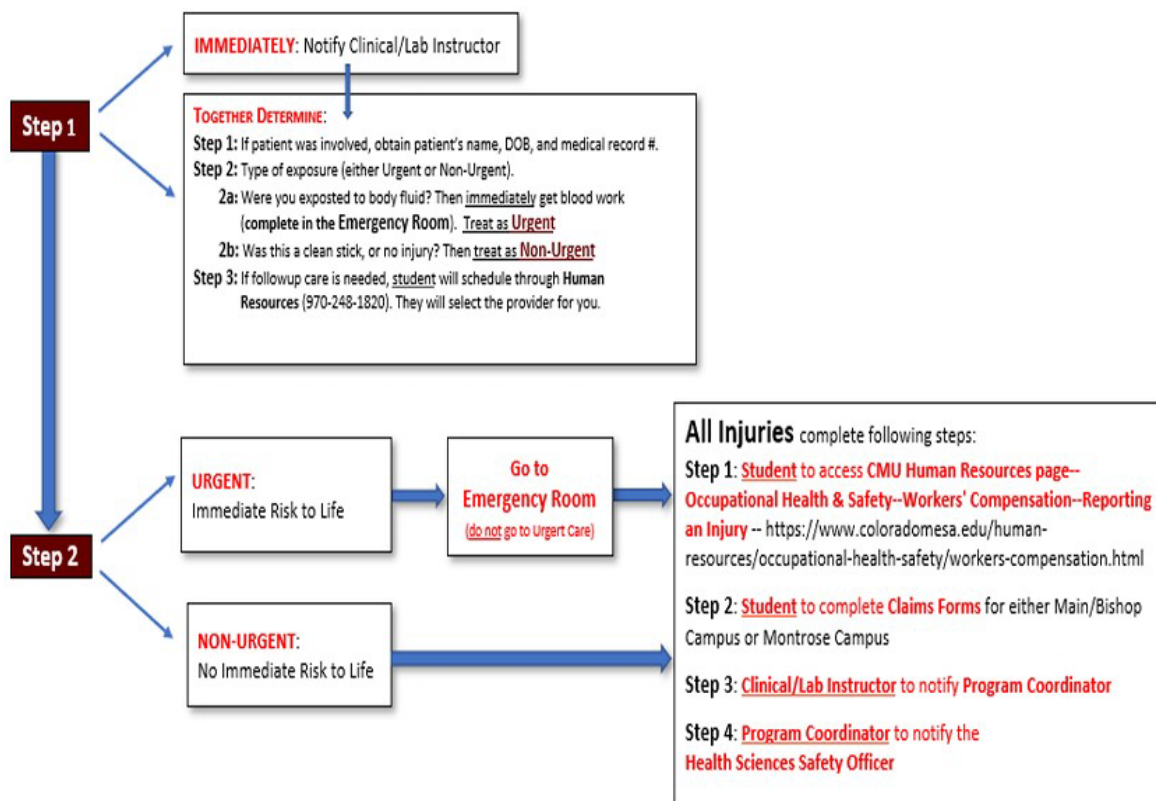 IMMEDIATELY: Notify Clinical/Lab Instructor
Step 1
TOGETHER DETERMINE:
Step 1: If patient was involved, obtain patient's name, DOB, and medical record #.
Step 2: Type of exposure (either Urgent or Non-Urgent).
2a: Were you exposed to body fluid? Then immediately get blood work
(complete in the Emergency Room). Treat as Urgent
2b: Was this a clean stick, or no injury? Then treat as Non-Urgent
Step 3: If followup care is needed, student will schedule through Human
Resources (970-248-1820). They will select the provider for you.
Step 2
URGENT:
Immediate Risk to Life
Go to
Emergency Room
(do not go to Urgert Care)
NON-URGENT:
No Immediate Risk to Life
All Injuries complete following steps:
Step 1: Student to access CMU Human Resources page--
Occupational Health & Safety--Workers' Compensation--Reporting
an Injury -- https://www.coloradomesa.edu/human-
resources/occupational-health-safety/workers-compensation.html
Step 2: Student to complete Claims Forms for either Main/Bishop
Campus or Montrose Campus
Step 3: Clinical/Lab Instructor to notify Program Coordinator
Step 4: Program Coordinator to notify the
Health Sciences Safety Officer